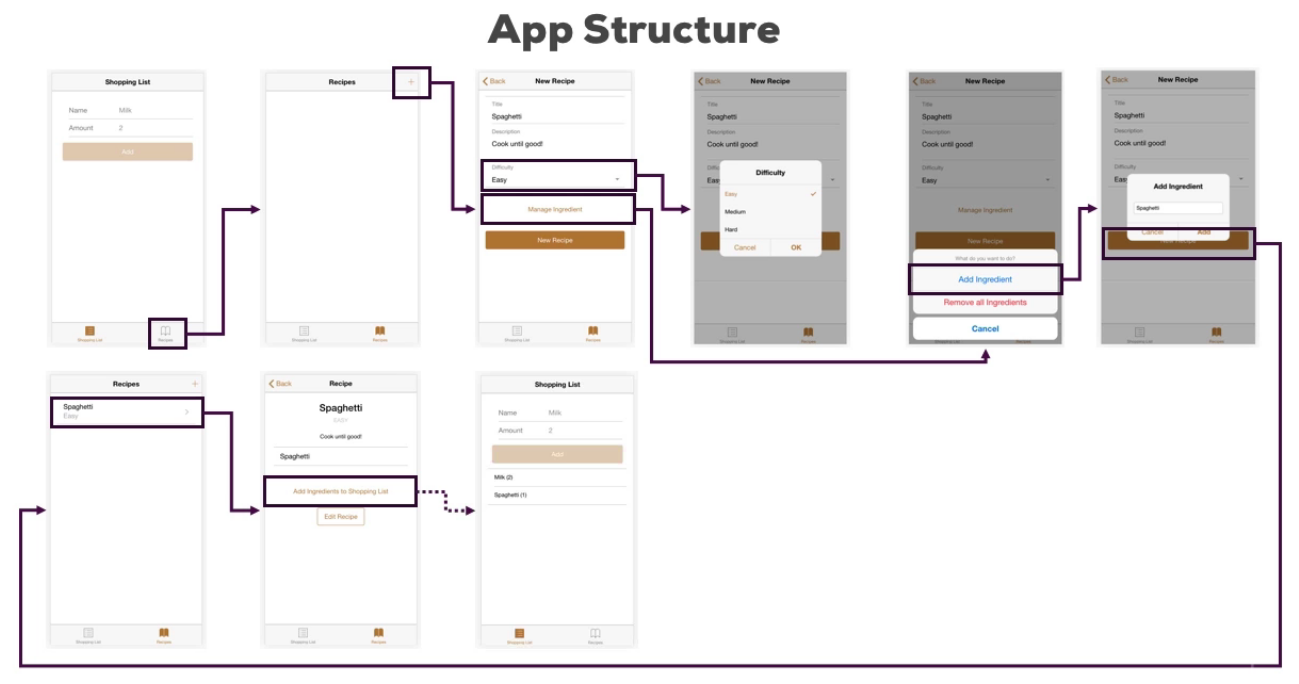 App Structure
Shopping List
Name Milk
Amount 2
Add
Shopping List Recipes
Recipes +
Shopping List Recipes
Back New Recipe
Title
Spaghetti
Description
Cook until good!
Difficulty
Easy
Manage Ingredient
New Recipe
Shopping List Recipes
Back New Recipe
Title
Spaghetti
Description
Cook until good!
Difficulty
Easy
Medium
Hard
Cancel OK
Shopping List Recipes
Back New Recipe
Title
Spaghetti
Description
Cook until good!
Difficulty
Easy
Manage Ingredient
New Recipe
What do you want to do?
Add Ingredient
Remove all Ingredients
Cancel
Back New Recipe
Title
Spaghetti
Description
Cook until good!
Difficulty
Add Ingredient
Spaghetti
Cancel Add
New Recipe
Shopping List Recipes
Recipes +
Spaghetti
Easy
Shopping List Recipes
Back Recipe
Spaghetti
EASY
Cook until good!
Spaghetti
Add Ingredients to Shopping List
Edit Recipe
Shopping List Recipes
Shopping List
Name Milk
Amount 2
Add
Milk (2)
Spaghetti (1)
Shopping List Recipes